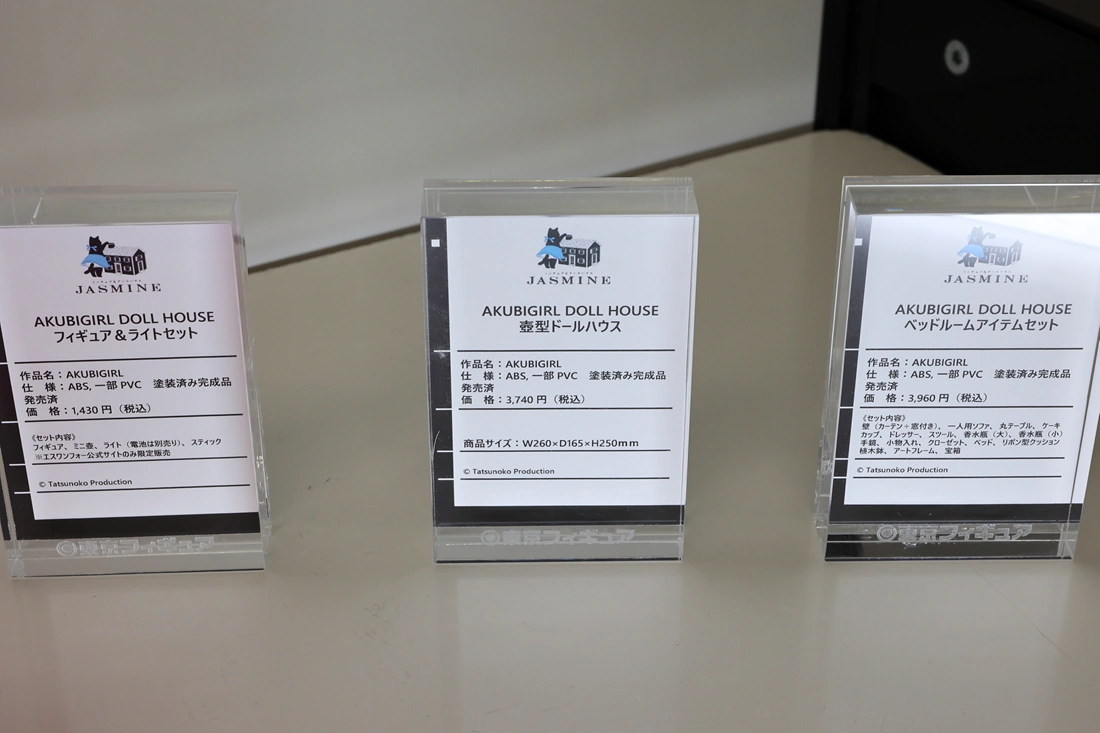 JASMINE
AKUBIGIRL DOLL HOUSE
フィギュア＆ライトセット
作品名：AKUBIGIRL
仕　様：ABS, 一部 PVC　塗装済み完成品
発売済
価　格：1,430 円（税込）
《セット内容》
フィギュア、ミニ壺、ライト（電池は別売り）、スティック
※エスワンフォー公式サイトのみ限定販売
© Tatsunoko Production
東京フィギュア
JASMINE
AKUBIGIRL DOLL HOUSE
壺型ドールハウス
作品名：AKUBIGIRL
仕　様：ABS, 一部 PVC　塗装済み完成品
発売済
価　格：3,740 円（税込）
商品サイズ：W260×D165×H250mm
© Tatsunoko Production
東京フィギュア
JASMINE
AKUBIGIRL DOLL HOUSE
ベッドルームアイテムセット
作品名：AKUBIGIRL
仕　様：ABS, 一部 PVC　塗装済み完成品
発売済
価　格：3,960 円（税込）
《セット内容》
壁（カーテン＋窓付き）、一人用ソファ、丸テーブル、ケーキ
カップ、ドレッサー、スツール、香水瓶（大）、香水瓶（小）
手鏡、小物入れ、クローゼット、ベッド、リボン型クッション
植木鉢、アートフレーム、宝箱
© Tatsunoko Production
東京フィギュア